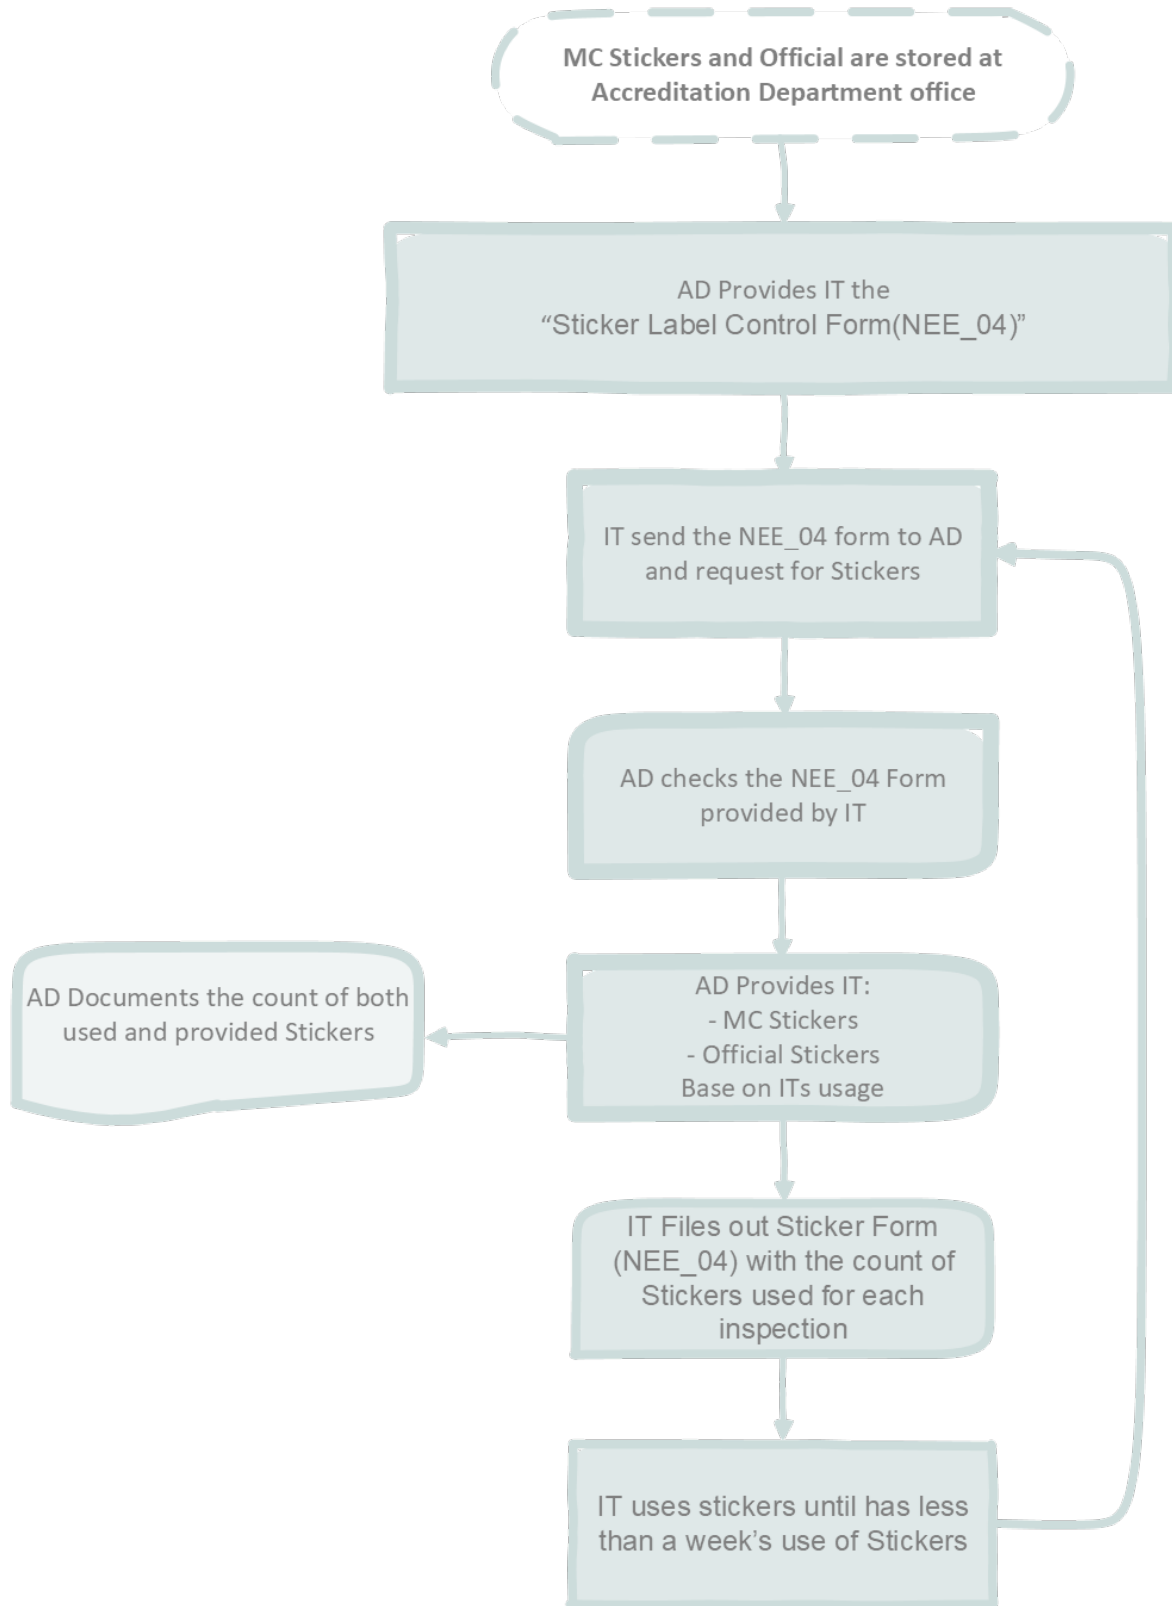 MC Stickers and Official are stored at
Accreditation Department office
AD Provides IT the
“Sticker Label Control Form(NEE_04)”
IT send the NEE_04 form to AD
and request for Stickers
AD checks the NEE_04 Form
provided by IT
AD Provides IT:
- MC Stickers
- Official Stickers
Base on ITs usage
AD Documents the count of both
used and provided Stickers
IT Files out Sticker Form
(NEE_04) with the count of
Stickers used for each
inspection
IT uses stickers until has less
than a week’s use of Stickers